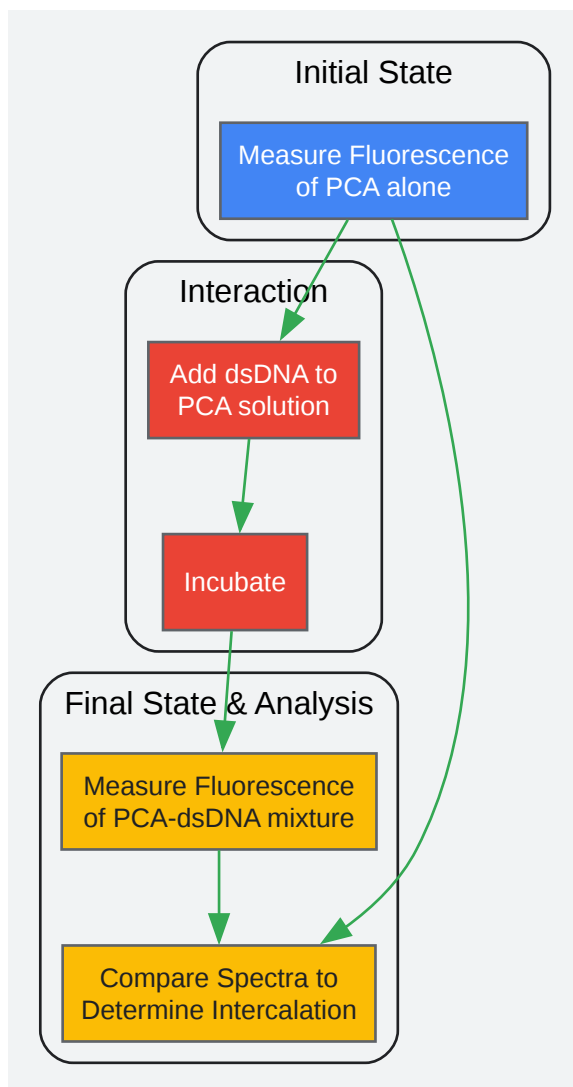 Initial State
Measure Fluorescence
of PCA alone
Interaction
Add dsDNA to
PCA solution
Incubate
Final State & Analysis
Measure Fluorescence
of PCA-dsDNA mixture
Compare Spectra to
Determine Intercalation